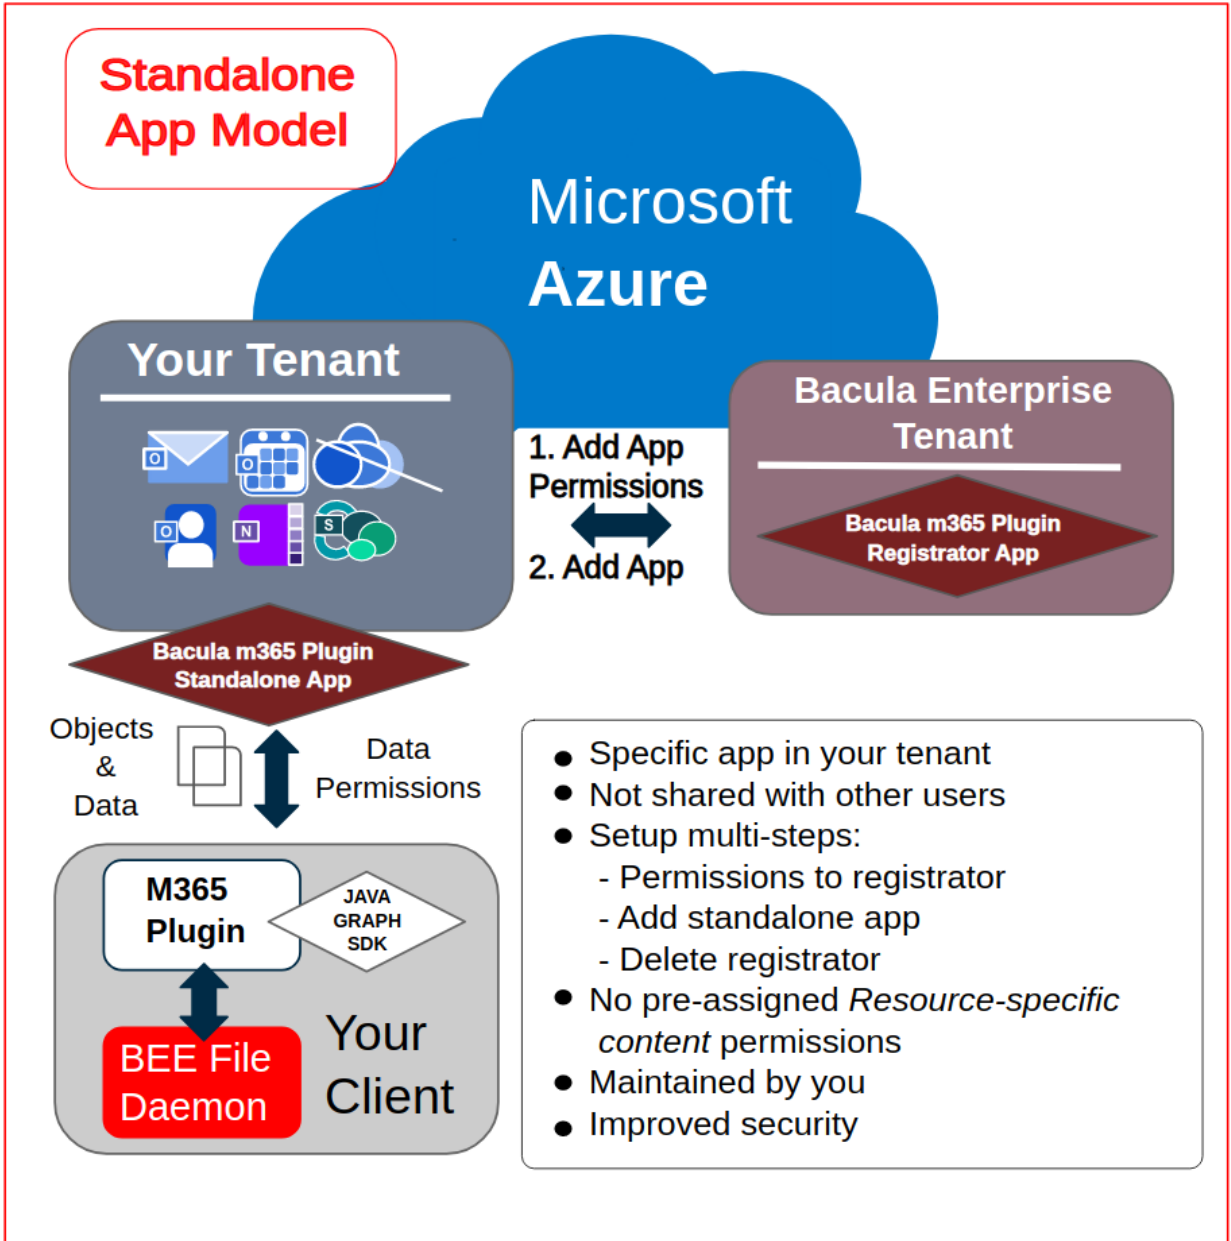 Standalone
App Model
Microsoft
Azure
Your Tenant
O
O
O
N
S
Bacula Enterprise
Tenant
1. Add App
Permissions
2. Add App
Bacula m365 Plugin
Registrator App
Bacula m365 Plugin
Standalone App
Objects
&
Data
Data
Permissions
M365
Plugin
JAVA
GRAPH
SDK
BEE File
Daemon
Your
Client
● Specific app in your tenant
● Not shared with other users
● Setup multi-steps:
- Permissions to registrator
- Add standalone app
- Delete registrator
● No pre-assigned Resource-specific
content permissions
● Maintained by you
● Improved security